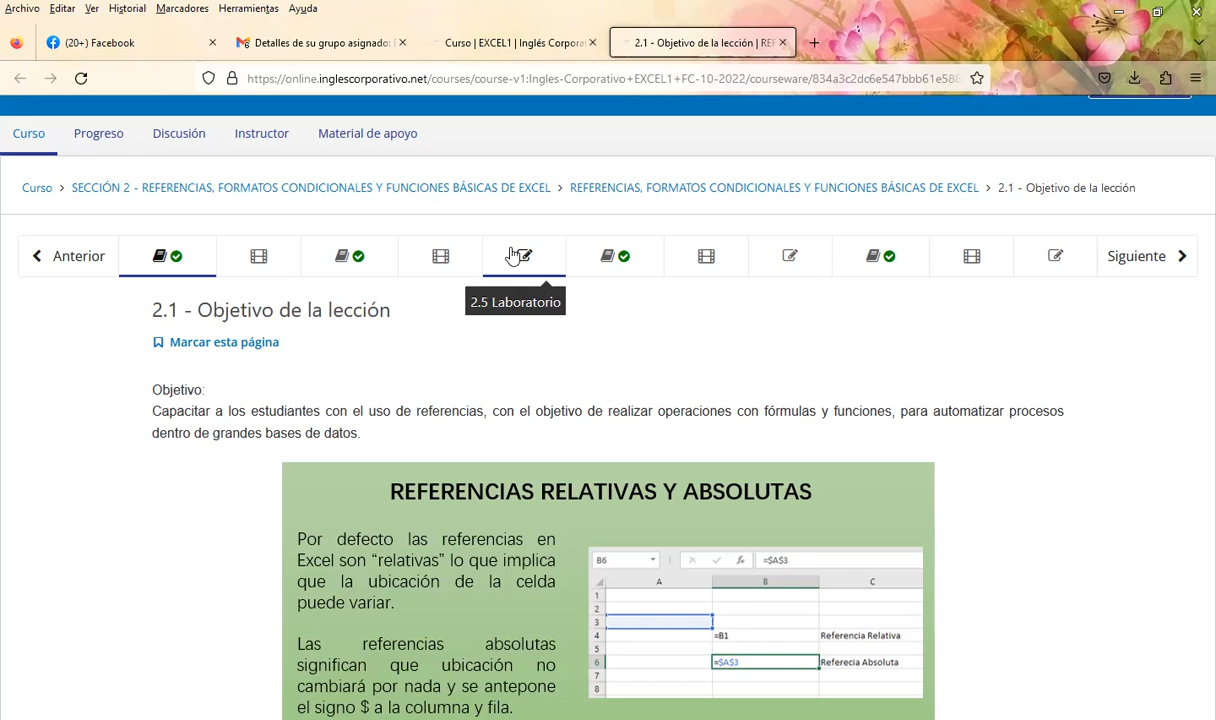 Archivo Editar Ver Historial Marcadores Herramientas Ayuda
(20+) Facebook
Detalles de su grupo asignado: E
Curso | EXCEL1 | Inglés Corpora
2.1 - Objetivo de la lección | REF
https://online.inglescorporativo.net/courses/course-v1:Ingles-Corporativo+EXCEL1+FC-10-2022/courseware/834a3c2dc6e547bbb61e588
Curso Progreso Discusión Instructor Material de apoyo
Curso > SECCIÓN 2 - REFERENCIAS, FORMATOS CONDICIONALES Y FUNCIONES BÁSICAS DE EXCEL > REFERENCIAS, FORMATOS CONDICIONALES Y FUNCIONES BÁSICAS DE EXCEL > 2.1 - Objetivo de la lección
Anterior
Siguiente
2.5 Laboratorio
2.1 - Objetivo de la lección
Marcar esta página
Objetivo:
Capacitar a los estudiantes con el uso de referencias, con el objetivo de realizar operaciones con fórmulas y funciones, para automatizar procesos
dentro de grandes bases de datos.
REFERENCIAS RELATIVAS Y ABSOLUTAS
Por defecto las referencias en
Excel son “relativas” lo que implica
que la ubicación de la celda
puede variar.
Las referencias absolutas
significan que ubicación no
cambiará por nada y se antepone
el signo $ a la columna y fila.
B6 fx =$A$3
A B C
1
2
3
4 =B1 Referencia Relativa
5
6 =$A$3 Referecia Absoluta
7
8